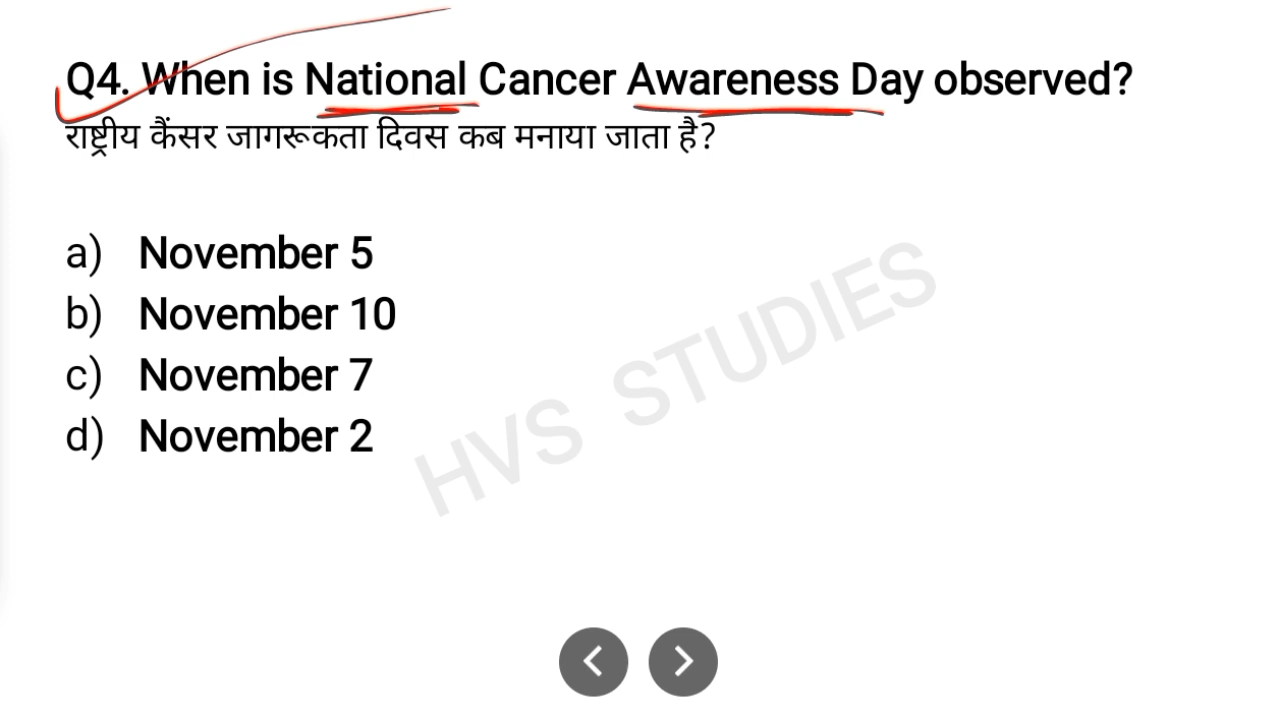 Q4. When is National Cancer Awareness Day observed?
राष्ट्रीय कैंसर जागरूकता दिवस कब मनाया जाता है?
a) November 5
b) November 10
c) November 7
d) November 2
HVS STUDIES